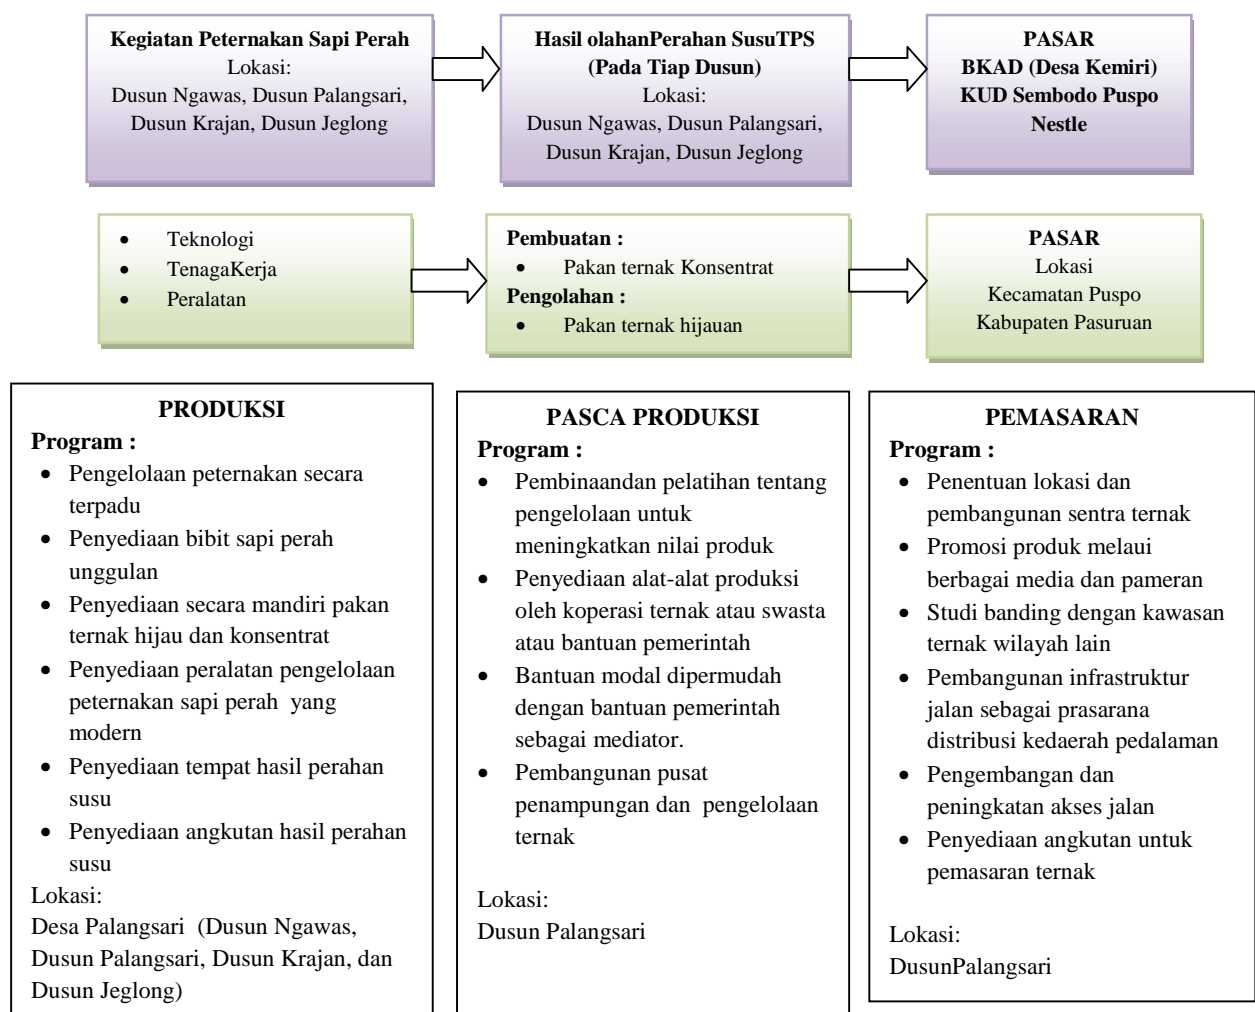 Kegiatan Peternakan Sapi Perah
Lokasi:
Dusun Ngawas, Dusun Palangsari,
Dusun Krajan, Dusun Jeglong
Hasil olahanPerahan SusuTPS
(Pada Tiap Dusun)
Lokasi:
Dusun Ngawas, Dusun Palangsari,
Dusun Krajan, Dusun Jeglong
PASAR
BKAD (Desa Kemiri)
KUD Sembodo Puspo
Nestle
• Teknologi
• TenagaKerja
• Peralatan
Pembuatan :
• Pakan ternak Konsentrat
Pengolahan :
• Pakan ternak hijauan
PASAR
Lokasi
Kecamatan Puspo
Kabupaten Pasuruan
PRODUKSI
Program :
• Pengelolaan peternakan secara
terpadu
• Penyediaan bibit sapi perah
unggulan
• Penyediaan secara mandiri pakan
ternak hijau dan konsentrat
• Penyediaan peralatan pengelolaan
peternakan sapi perah yang
modern
• Penyediaan tempat hasil perahan
susu
• Penyediaan angkutan hasil perahan
susu
Lokasi:
Desa Palangsari (Dusun Ngawas,
Dusun Palangsari, Dusun Krajan, dan
Dusun Jeglong)
PASCA PRODUKSI
Program :
• Pembinaandan pelatihan tentang
pengelolaan untuk
meningkatkan nilai produk
• Penyediaan alat-alat produksi
oleh koperasi ternak atau swasta
atau bantuan pemerintah
• Bantuan modal dipermudah
dengan bantuan pemerintah
sebagai mediator.
• Pembangunan pusat
penampungan dan pengelolaan
ternak
Lokasi:
Dusun Palangsari
PEMASARAN
Program :
• Penentuan lokasi dan
pembangunan sentra ternak
• Promosi produk melaui
berbagai media dan pameran
• Studi banding dengan kawasan
ternak wilayah lain
• Pembangunan infrastruktur
jalan sebagai prasarana
distribusi kedaerah pedalaman
• Pengembangan dan
peningkatan akses jalan
• Penyediaan angkutan untuk
pemasaran ternak
Lokasi:
DusunPalangsari